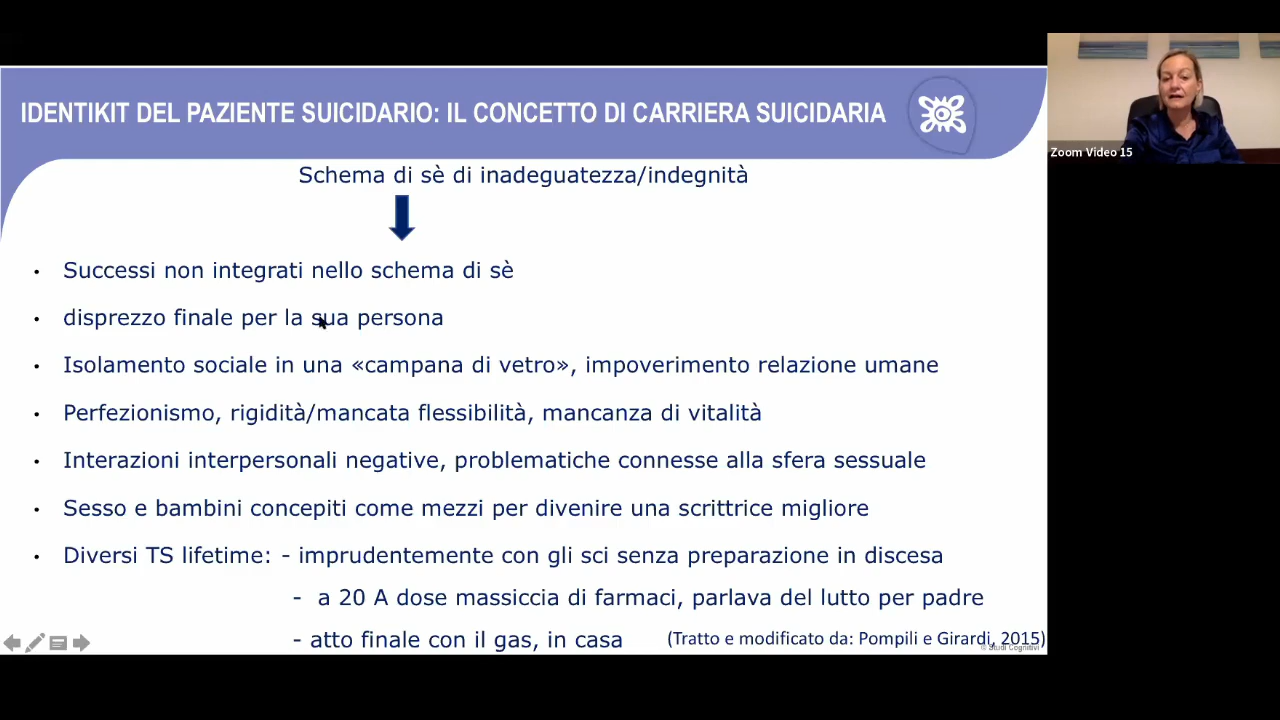 IDENTIKIT DEL PAZIENTE SUICIDARIO: IL CONCETTO DI CARRIERA SUICIDARIA
Zoom Video 15
Schema di sè di inadeguatezza/indegnità
• Successi non integrati nello schema di sè
• disprezzo finale per la sua persona
• Isolamento sociale in una «campana di vetro», impoverimento relazione umane
• Perfezionismo, rigidità/mancata flessibilità, mancanza di vitalità
• Interazioni interpersonali negative, problematiche connesse alla sfera sessuale
• Sesso e bambini concepiti come mezzi per divenire una scrittrice migliore
• Diversi TS lifetime: - imprudentemente con gli sci senza preparazione in discesa
- a 20 A dose massiccia di farmaci, parlava del lutto per padre
- atto finale con il gas, in casa (Tratto e modificato da: Pompili e Girardi, 2015)
© Studi Cognitivi